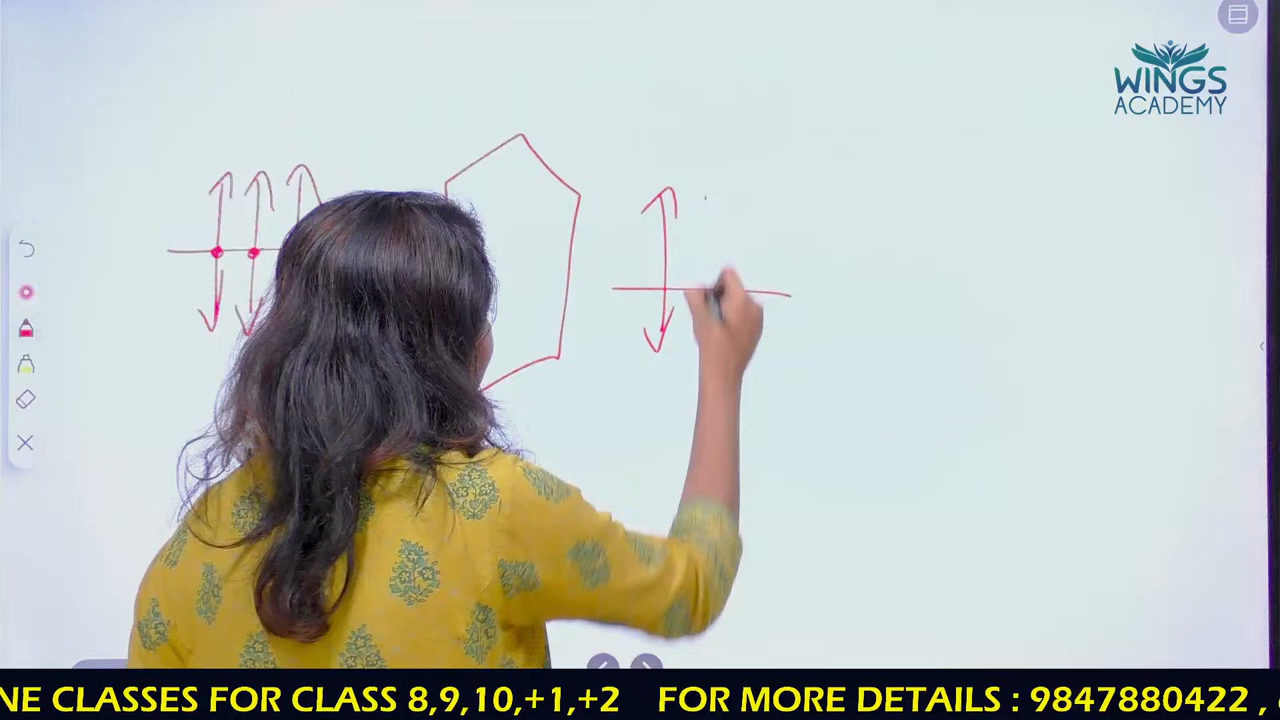 WINGS
ACADEMY
NE CLASSES FOR CLASS 8,9,10,+1,+2 FOR MORE DETAILS : 9847880422 ,